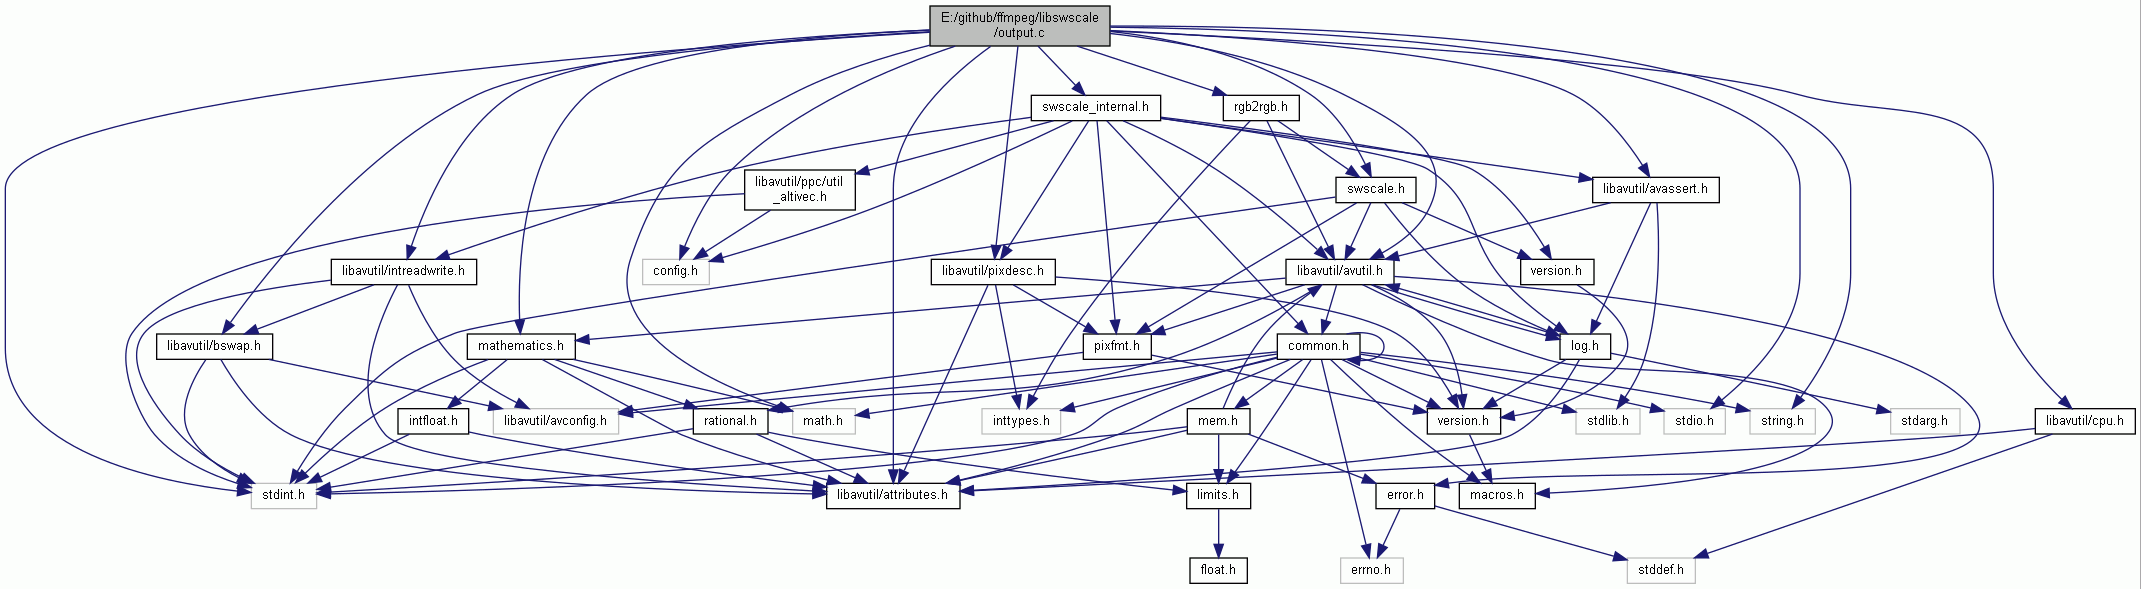 E:/github/ffmpeg/libswscale
/output.c
swscale_internal.h
rgb2rgb.h
libavutil/ppc/util
_altivec.h
swscale.h
libavutil/avassert.h
libavutil/intreadwrite.h
config.h
libavutil/pixdesc.h
libavutil/avutil.h
version.h
libavutil/bswap.h
mathematics.h
pixfmt.h
common.h
log.h
intfloat.h
libavutil/avconfig.h
rational.h
math.h
inttypes.h
mem.h
version.h
stdlib.h
stdio.h
string.h
stdarg.h
libavutil/cpu.h
stdint.h
libavutil/attributes.h
limits.h
error.h
macros.h
float.h
errno.h
stddef.h